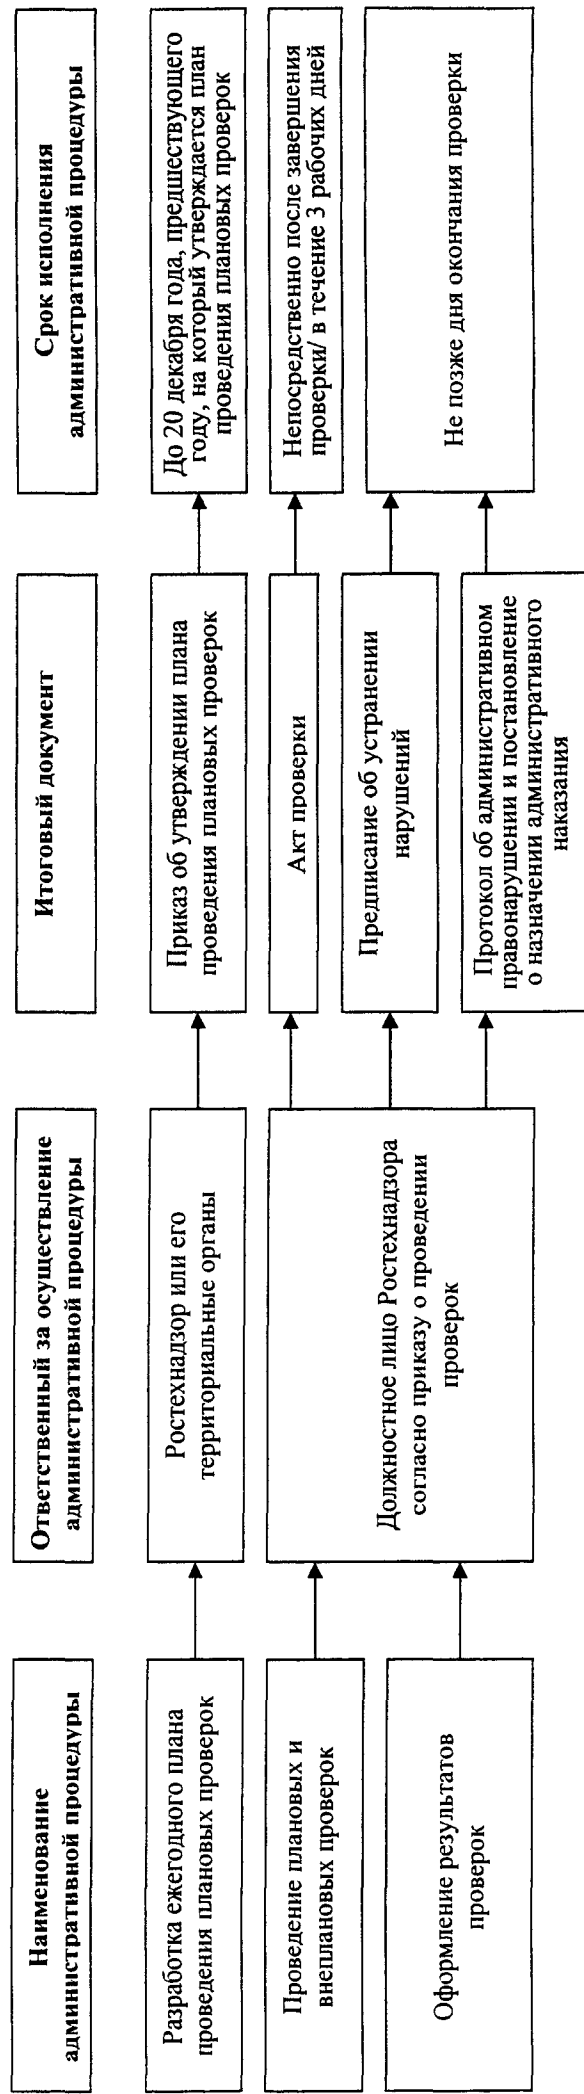 Наименование
административной процедуры
Ответственный за осуществление
административной процедуры
Итоговый документ
Срок исполнения
административной процедуры
Разработка ежегодного плана
проведения плановых проверок
Ростехнадзор или его
территориальные органы
Приказ об утверждении плана
проведения плановых проверок
До 20 декабря года, предшествующего
году, на который утверждается план
проведения плановых проверок
Проведение плановых и
внеплановых проверок
Оформление результатов
проверок
Должностное лицо Ростехнадзора
согласно приказу о проведении
проверок
Акт проверки
Непосредственно после завершения
проверки/ в течение 3 рабочих дней
Предписание об устранении
нарушений
Протокол об административном
правонарушении и постановление
о назначении административного
наказания
Не позже дня окончания проверки